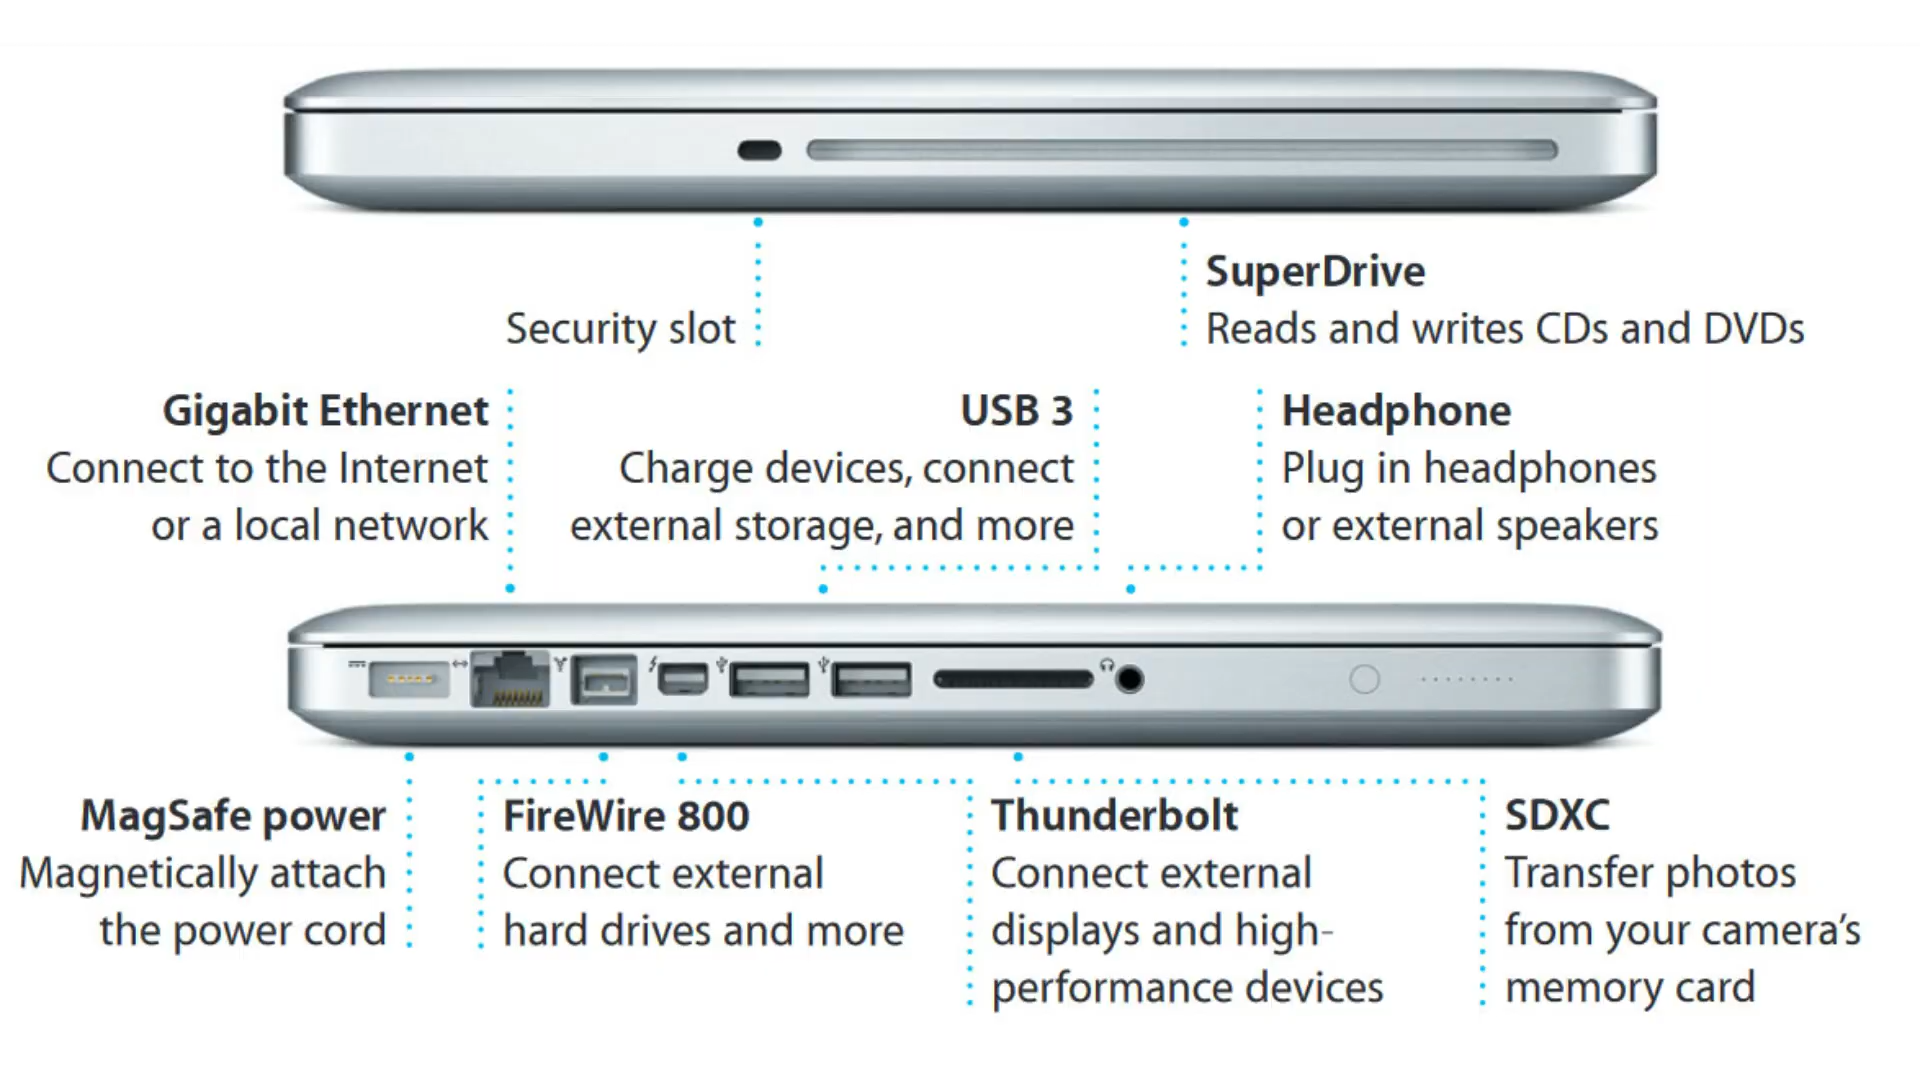 Security slot
SuperDrive
Reads and writes CDs and DVDs
Gigabit Ethernet
Connect to the Internet
or a local network
USB 3
Charge devices, connect
external storage, and more
Headphone
Plug in headphones
or external speakers
MagSafe power
Magnetically attach
the power cord
FireWire 800
Connect external
hard drives and more
Thunderbolt
Connect external
displays and high-
performance devices
SDXC
Transfer photos
from your camera’s
memory card